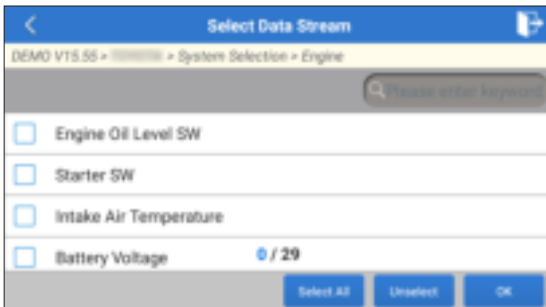 Select Data Stream
DEMO V15.55 > > System Selection > Engine
Please enter keyword
Engine Oil Level SW
Starter SW
Intake Air Temperature
Battery Voltage 0 / 29
Select All Unselect OK